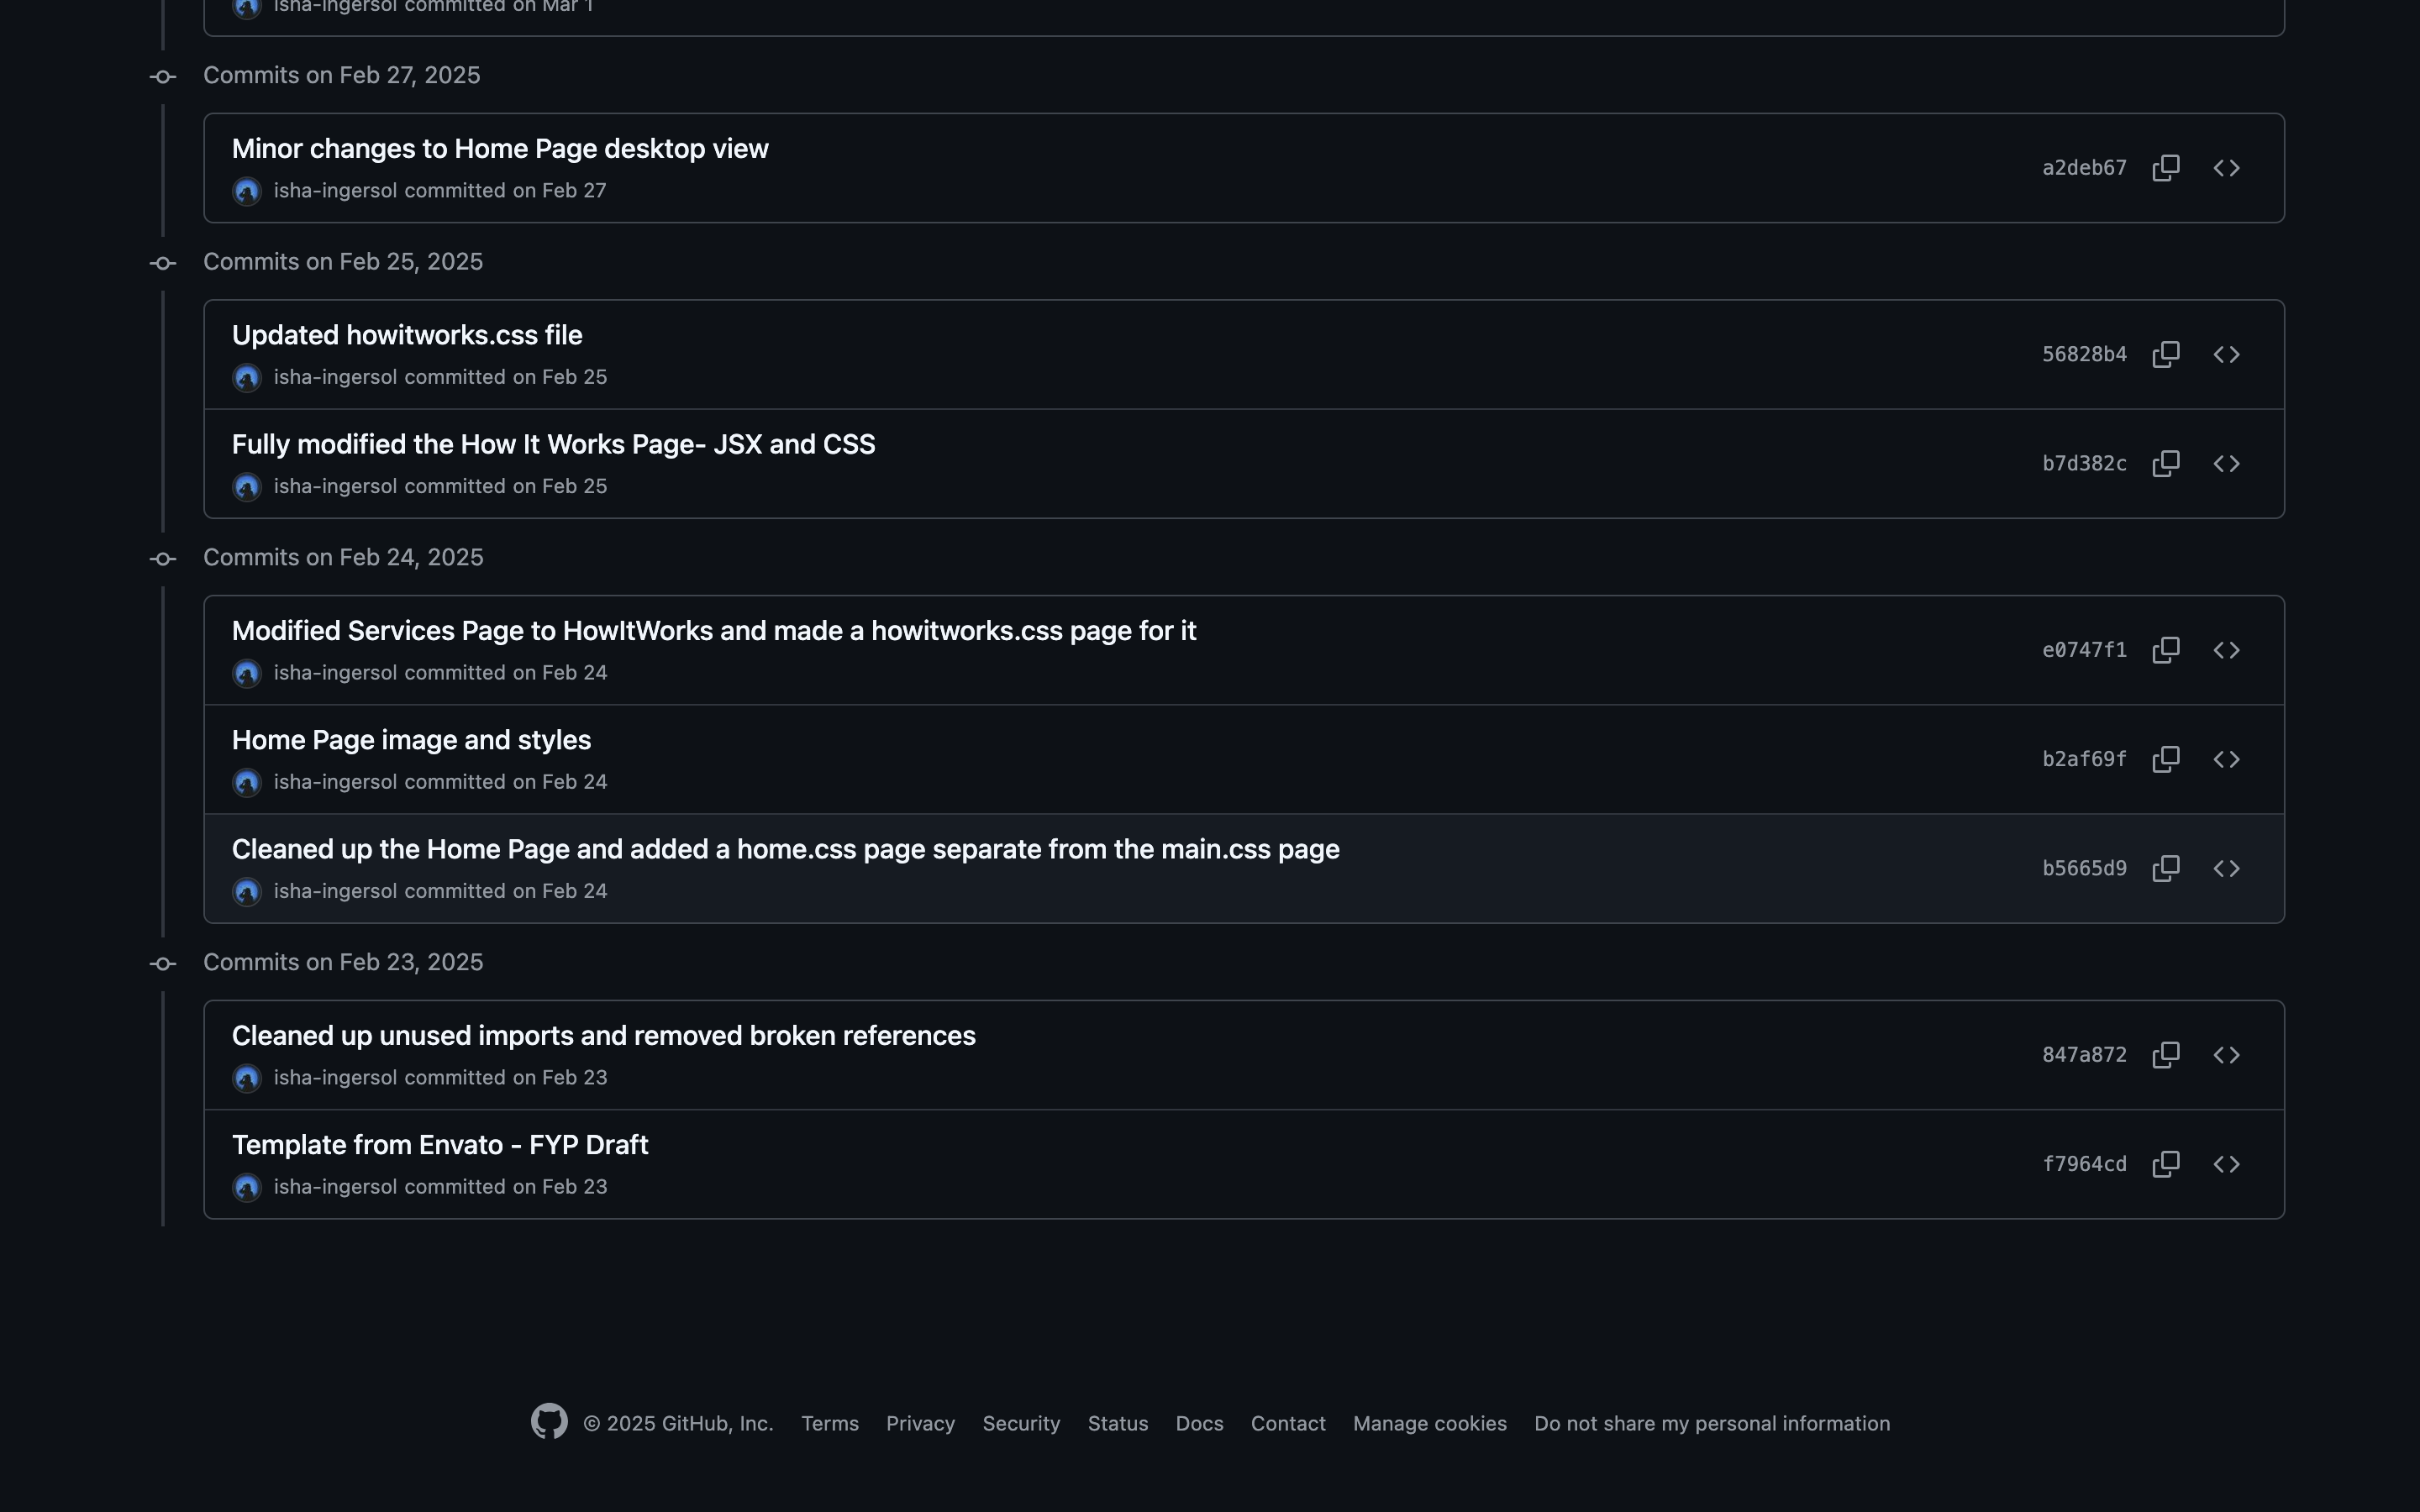 isha-ingersol committed on Mar 1
Commits on Feb 27, 2025
Minor changes to Home Page desktop view
isha-ingersol committed on Feb 27
a2deb67
Commits on Feb 25, 2025
Updated howitworks.css file
isha-ingersol committed on Feb 25
56828b4
Fully modified the How It Works Page- JSX and CSS
isha-ingersol committed on Feb 25
b7d382c
Commits on Feb 24, 2025
Modified Services Page to HowItWorks and made a howitworks.css page for it
isha-ingersol committed on Feb 24
e0747f1
Home Page image and styles
isha-ingersol committed on Feb 24
b2af69f
Cleaned up the Home Page and added a home.css page separate from the main.css page
isha-ingersol committed on Feb 24
b5665d9
Commits on Feb 23, 2025
Cleaned up unused imports and removed broken references
isha-ingersol committed on Feb 23
847a872
Template from Envato - FYP Draft
isha-ingersol committed on Feb 23
f7964cd
© 2025 GitHub, Inc. Terms Privacy Security Status Docs Contact Manage cookies Do not share my personal information